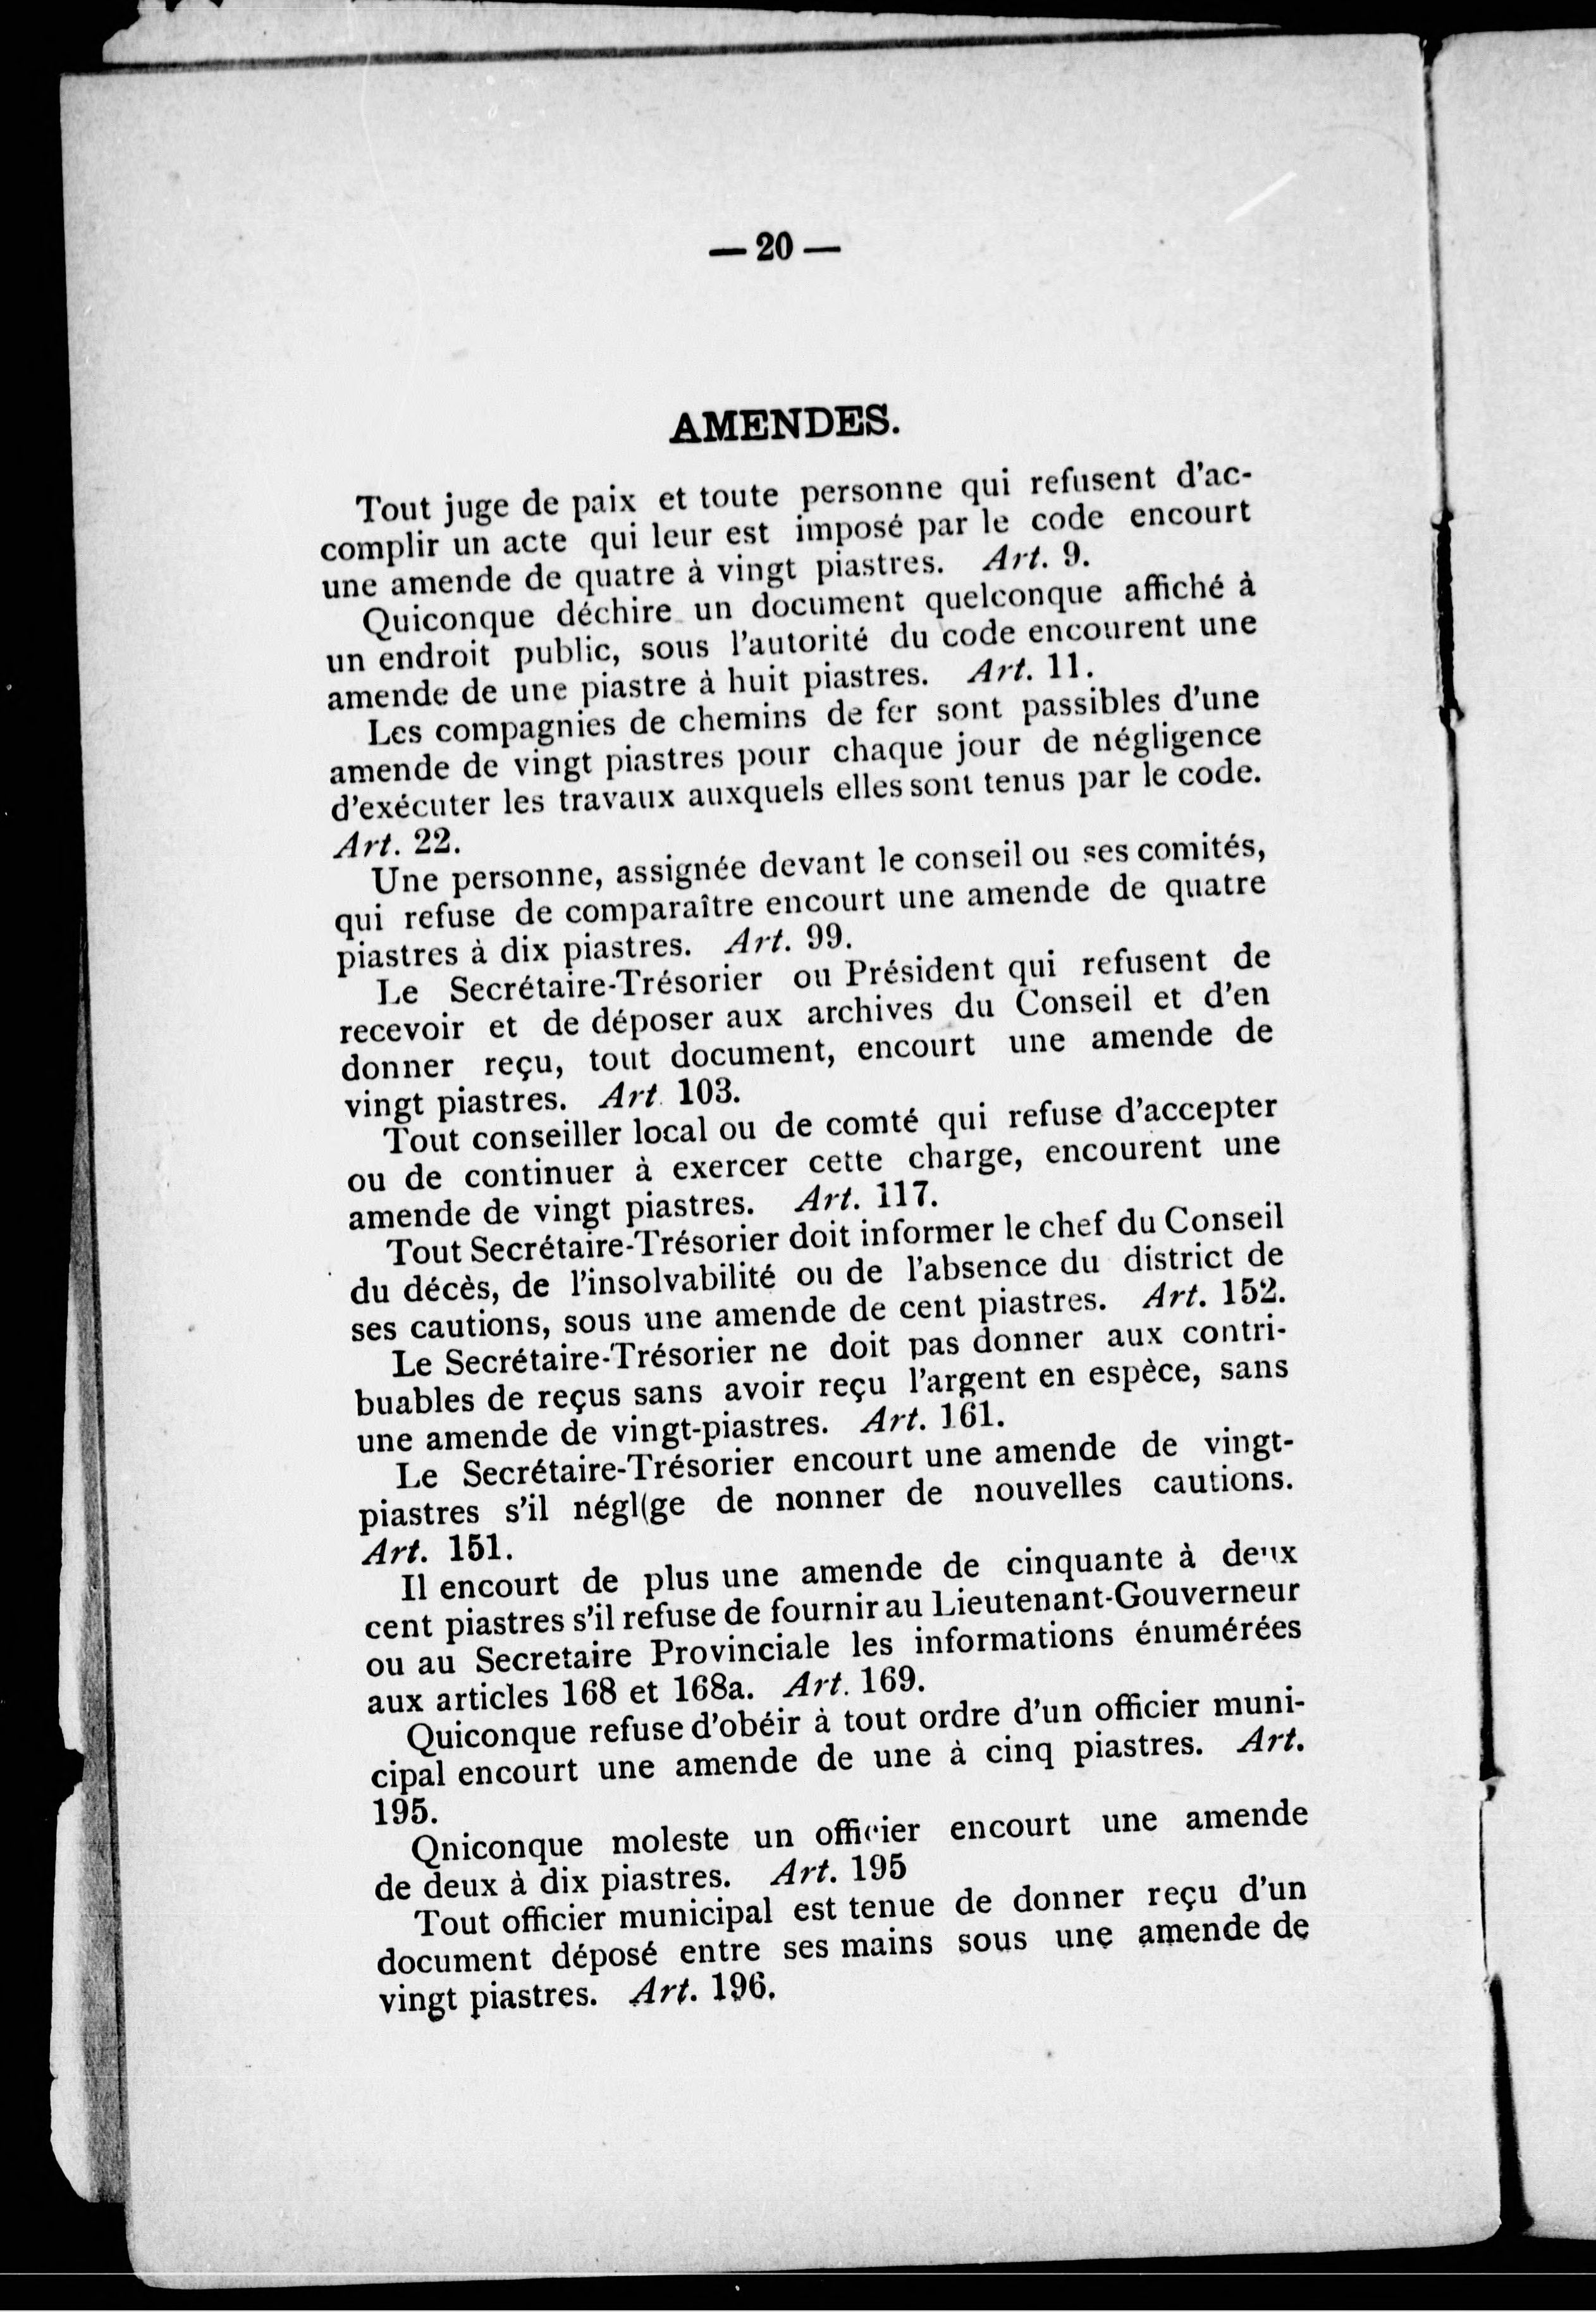 — 20 —
AMENDES.
Tout juge de paix et toute personne qui refusent d'ac-
complir un acte qui leur est imposé par le code encourt
une amende de quatre à vingt piastres. Art. 9.
Quiconque déchire un document quelconque affiché à
un endroit public, sous l'autorité du code encourent une
amende de une piastre à huit piastres. Art. 11.
Les compagnies de chemins de fer sont passibles d'une
amende de vingt piastres pour chaque jour de négligence
d'exécuter les travaux auxquels elles sont tenus par le code.
Art. 22.
Une personne, assignée devant le conseil ou ses comités,
qui refuse de comparaître encourt une amende de quatre
piastres à dix piastres. Art. 99.
Le Secrétaire-Trésorier ou Président qui refusent de
recevoir et de déposer aux archives du Conseil et d'en
donner reçu, tout document, encourt une amende de
vingt piastres. Art. 103.
Tout conseiller local ou de comté qui refuse d'accepter
ou de continuer à exercer cette charge, encourent une
amende de vingt piastres. Art. 117.
Tout Secrétaire-Trésorier doit informer le chef du Conseil
du décès, de l'insolvabilité ou de l'absence du district de
ses cautions, sous une amende de cent piastres. Art. 152.
Le Secrétaire-Trésorier ne doit pas donner aux contri-
buables de reçus sans avoir reçu l'argent en espèce, sans
une amende de vingt-piastres. Art. 161.
Le Secrétaire-Trésorier encourt une amende de vingt-
piastres s'il négl(ge de nonner de nouvelles cautions.
Art. 151.
Il encourt de plus une amende de cinquante à deux
cent piastres s'il refuse de fournir au Lieutenant-Gouverneur
ou au Secretaire Provinciale les informations énumérées
aux articles 168 et 168a. Art. 169.
Quiconque refuse d'obéir à tout ordre d'un officier muni-
cipal encourt une amende de une à cinq piastres. Art.
195.
Qniconque moleste un officier encourt une amende
de deux à dix piastres. Art. 195
Tout officier municipal est tenue de donner reçu d'un
document déposé entre ses mains sous une amende de
vingt piastres. Art. 196.